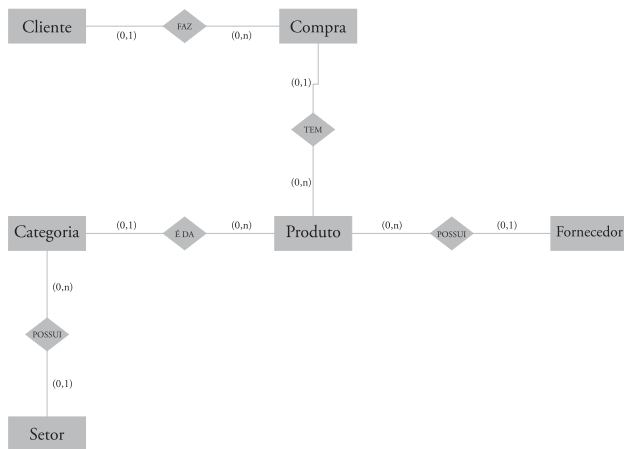 Cliente (0,1) FAZ (0,n) Compra
(0,1)
TEM
(0,n)
Categoria (0,1) É DA (0,n) Produto (0,n) POSSUI (0,1) Fornecedor
(0,n)
POSSUI
(0,1)
Setor